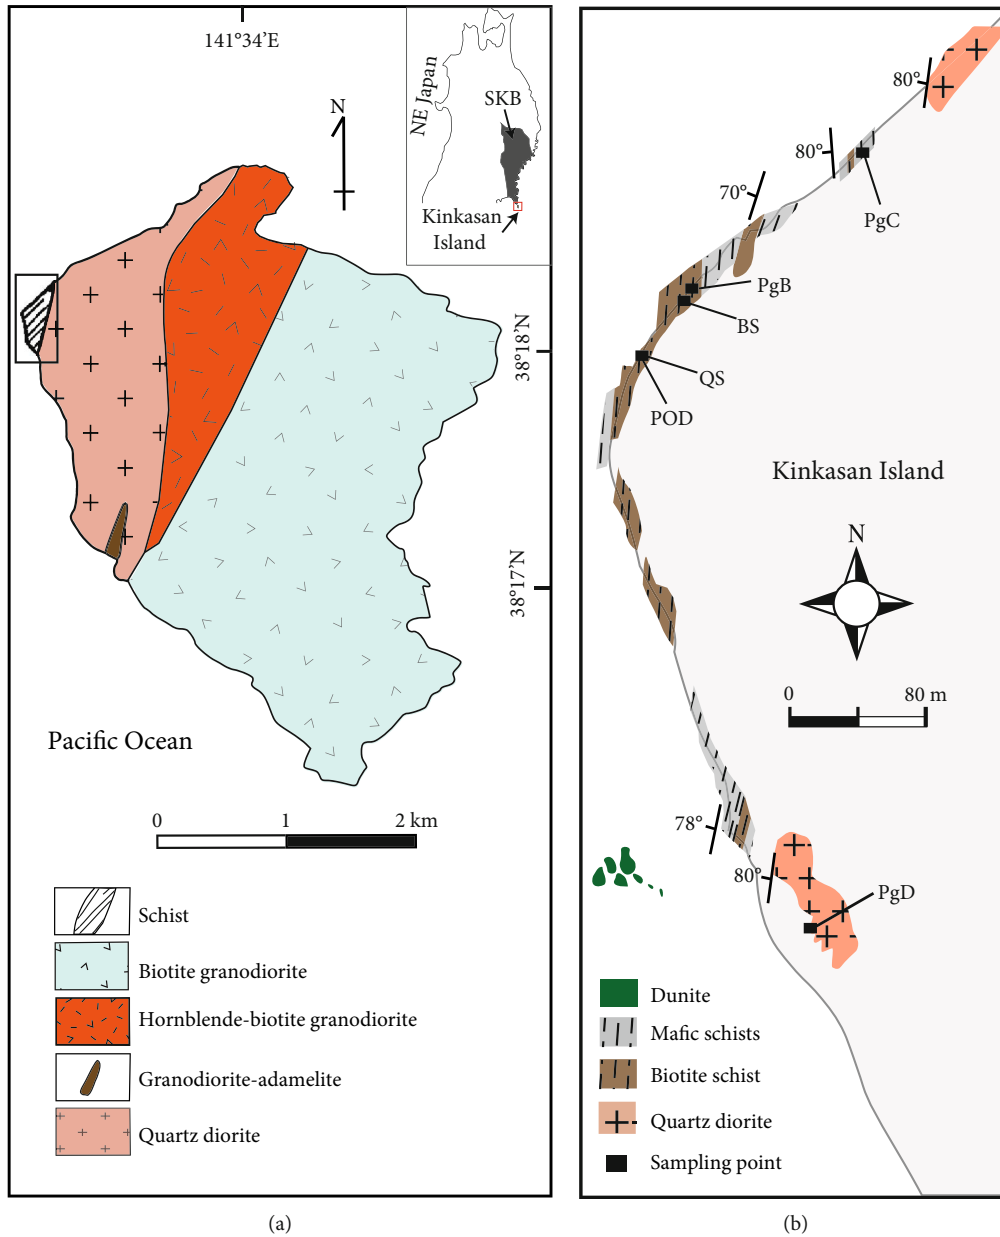 141°34'E
N
NE Japan
SKB
Kinkasan
Island
38°18'N
38°17'N
Pacific Ocean
0 1 2 km
Schist
Biotite granodiorite
Hornblende-biotite granodiorite
Granodiorite-adamelite
Quartz diorite
(a)
80°
80°
PgC
70°
PgB
BS
QS
POD
Kinkasan Island
N
0 80 m
78°
80°
PgD
Dunite
Mafic schists
Biotite schist
Quartz diorite
Sampling point
(b)